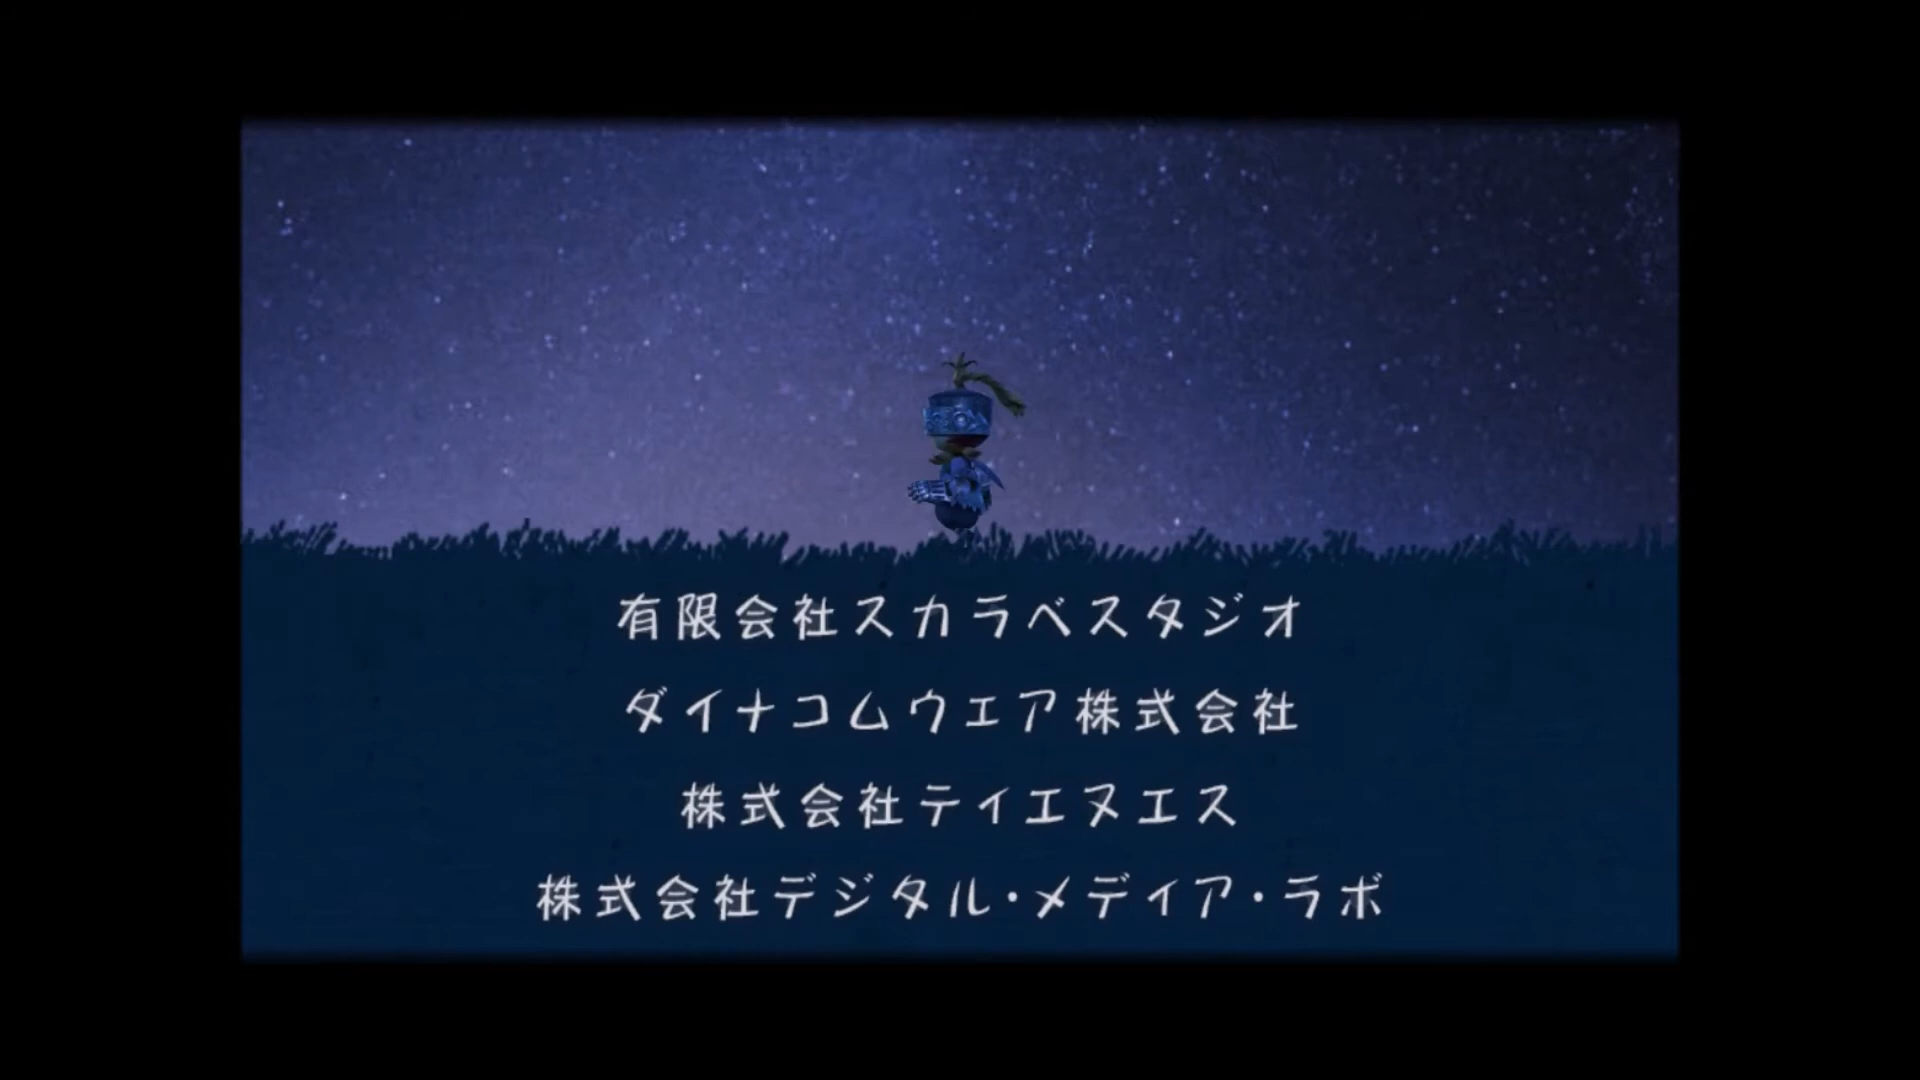 有限会社スカラベスタジオ
ダイナコムウェア株式会社
株式会社ティエヌエス
株式会社デジタル・メディア・ラボ